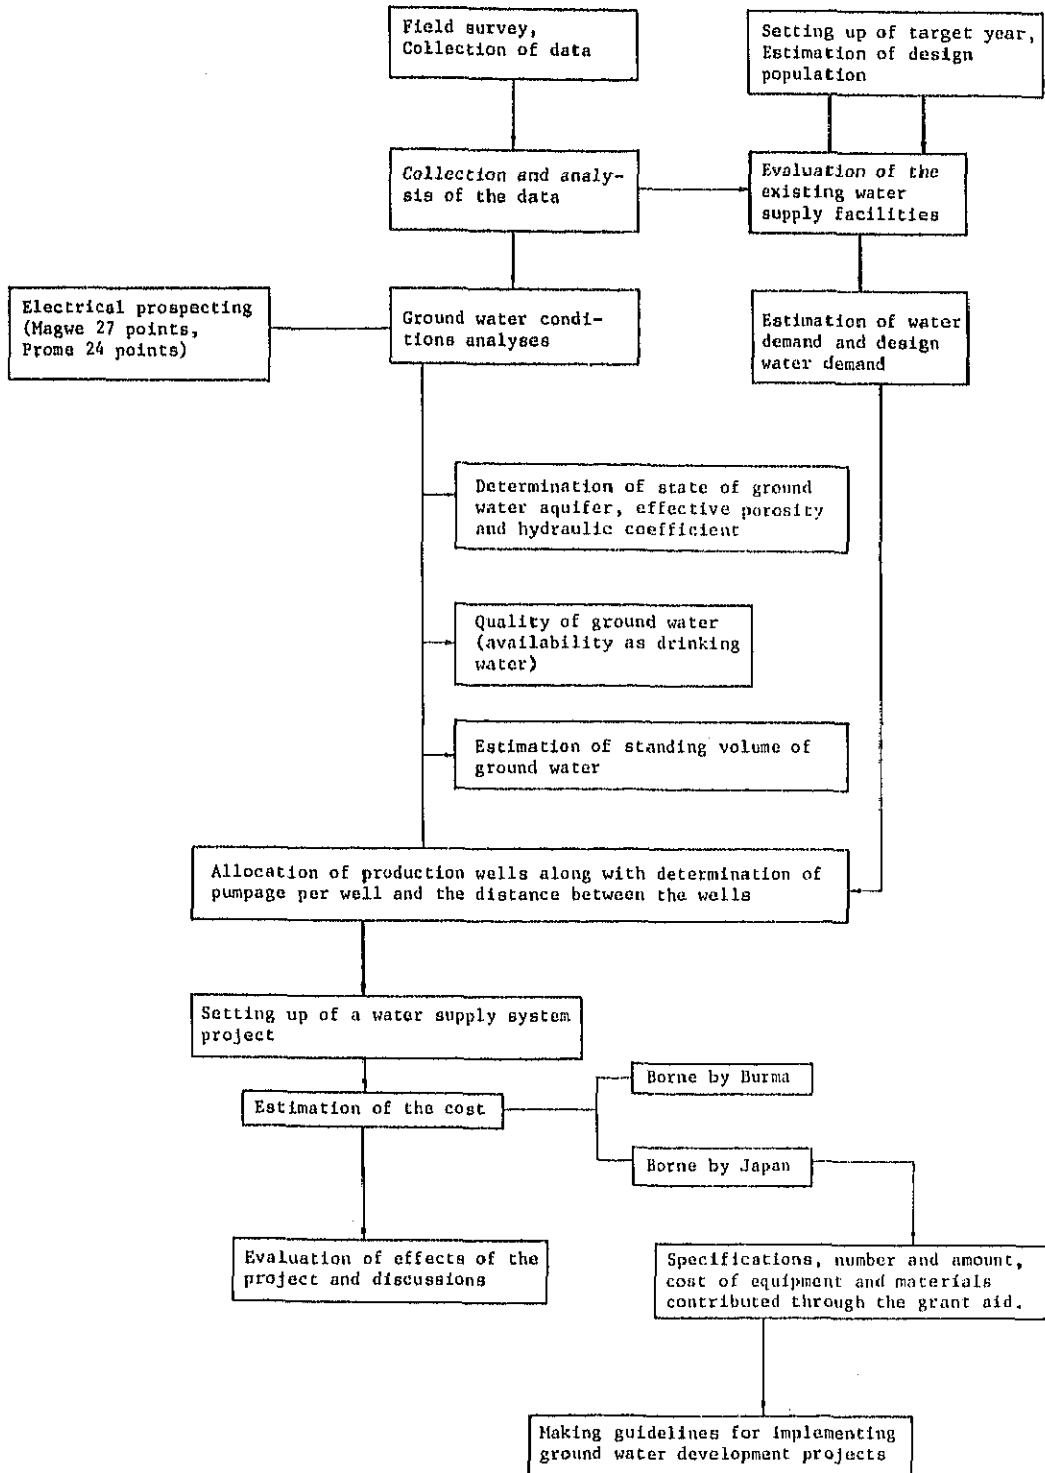 Field survey,
Collection of data
Setting up of target year,
Estimation of design
population
Collection and analy-
sis of the data
Evaluation of the
existing water
supply facilities
Electrical prospecting
(Magwe 27 points,
Prome 24 points)
Ground water condi-
tions analyses
Estimation of water
demand and design
water demand
Determination of state of ground
water aquifer, effective porosity
and hydraulic coefficient
Quality of ground water
(availability as drinking
water)
Estimation of standing volume of
ground water
Allocation of production wells along with determination of
pumpage per well and the distance between the wells
Setting up of a water supply system
project
Estimation of the cost
Borne by Burma
Borne by Japan
Evaluation of effects of the
project and discussions
Specifications, number and amount,
cost of equipment and materials
contributed through the grant aid.
Making guidelines for implementing
ground water development projects